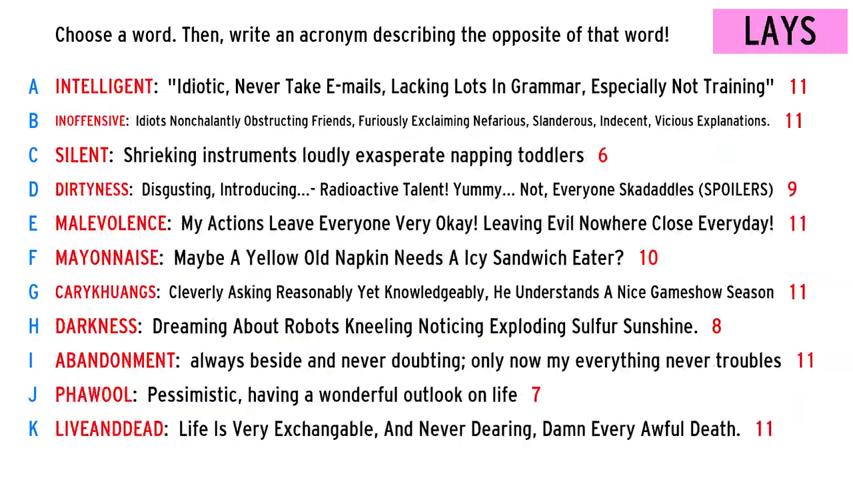 Choose a word. Then, write an acronym describing the opposite of that word!
LAYS
A INTELLIGENT: "Idiotic, Never Take E-mails, Lacking Lots In Grammar, Especially Not Training" 11
B INOFFENSIVE: Idiots Nonchalantly Obstructing Friends, Furiously Exclaiming Nefarious, Slanderous, Indecent, Vicious Explanations. 11
C SILENT: Shrieking instruments loudly exasperate napping toddlers 6
D DIRTYNESS: Disgusting, Introducing...- Radioactive Talent! Yummy... Not, Everyone Skadaddles (SPOILERS) 9
E MALEVOLENCE: My Actions Leave Everyone Very Okay! Leaving Evil Nowhere Close Everyday! 11
F MAYONNAISE: Maybe A Yellow Old Napkin Needs A Icy Sandwich Eater? 10
G CARYKHUANGS: Cleverly Asking Reasonably Yet Knowledgeably, He Understands A Nice Gameshow Season 11
H DARKNESS: Dreaming About Robots Kneeling Noticing Exploding Sulfur Sunshine. 8
I ABANDONMENT: always beside and never doubting; only now my everything never troubles 11
J PHAWOOL: Pessimistic, having a wonderful outlook on life 7
K LIVEANDDEAD: Life Is Very Exchangable, And Never Dearing, Damn Every Awful Death. 11